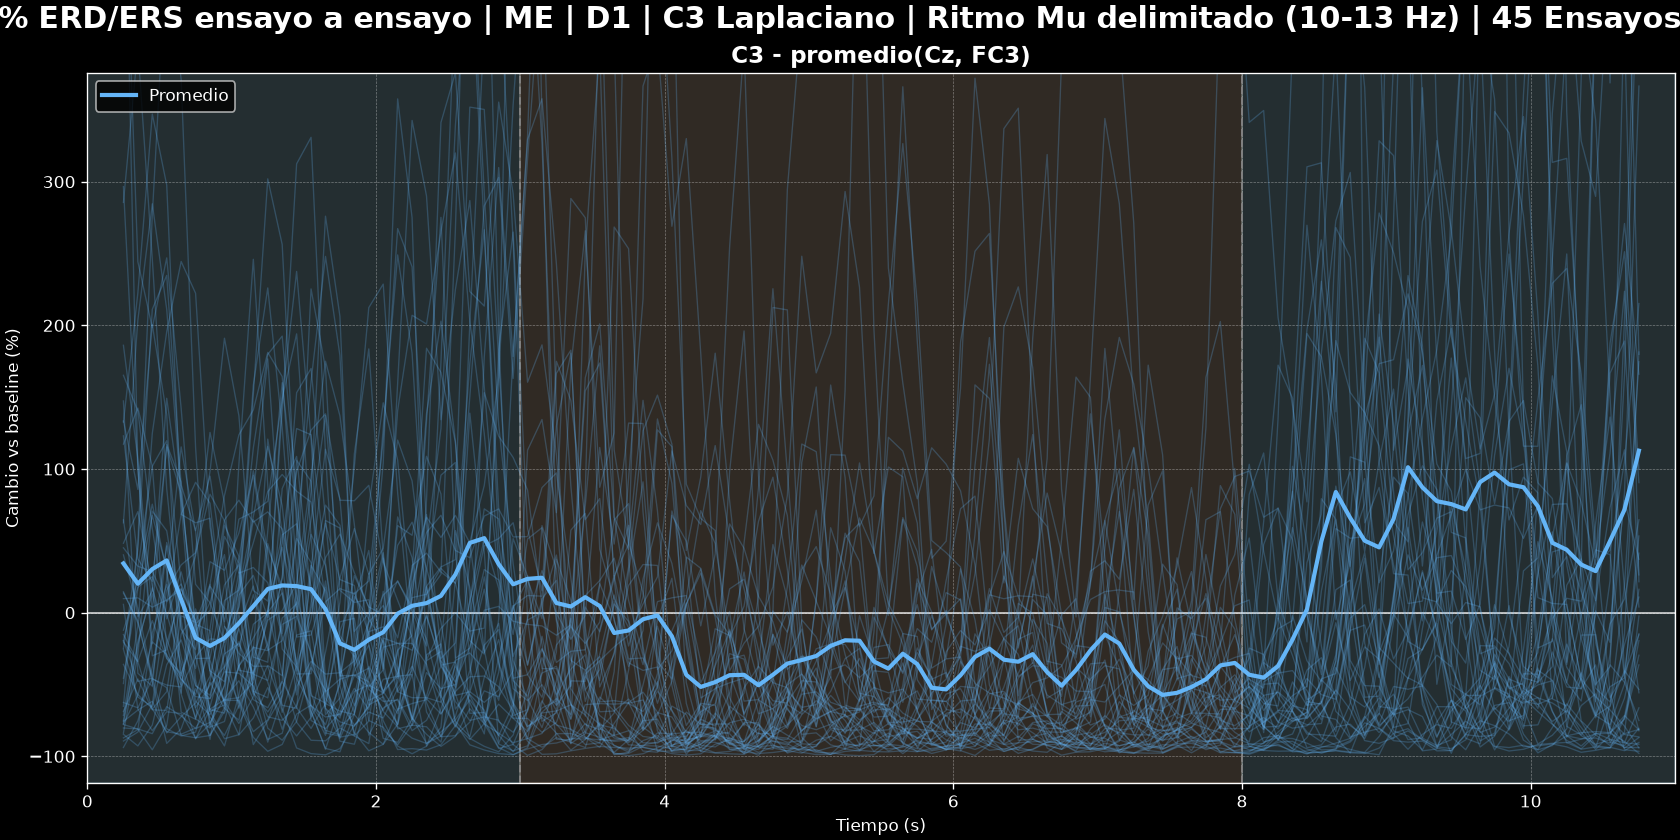 % ERD/ERS ensayo a ensayo | ME | D1 | C3 Laplaciano | Ritmo Mu delimitado (10-13 Hz) | 45 Ensayos
C3 - promedio(Cz, FC3)
Promedio
Cambio vs baseline (%)
300
200
100
0
−100
0 2 4 6 8 10
Tiempo (s)